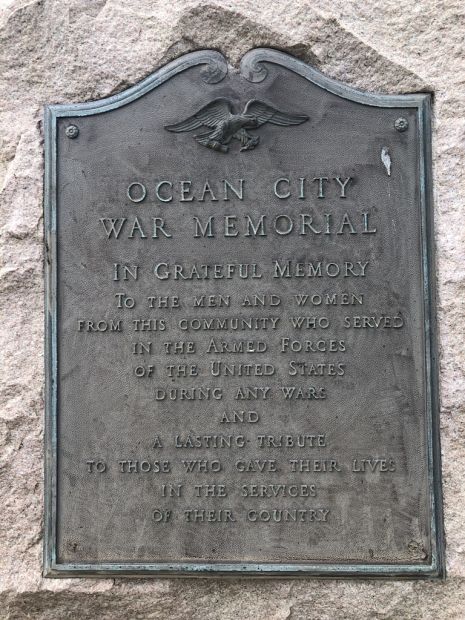 OCEAN CITY
WAR MEMORIAL
IN GRATEFUL MEMORY
TO THE MEN AND WOMEN
FROM THIS COMMUNITY WHO SERVED
IN THE ARMED FORCES
OF THE UNITED STATES
DURING ANY WARS
AND
A LASTING TRIBUTE
TO THOSE WHO GAVE THEIR LIVES
IN THE SERVICES
OF THEIR COUNTRY